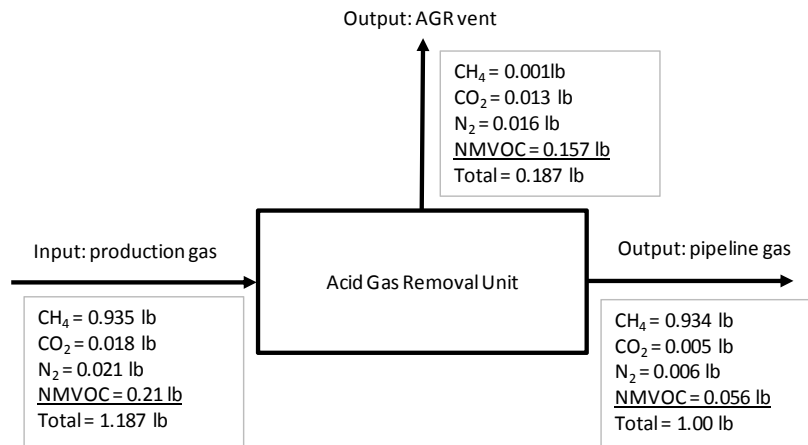 Output: AGR vent
CH₄ = 0.001lb
CO₂ = 0.013 lb
N₂ = 0.016 lb
NMVOC = 0.157 lb
Total = 0.187 lb
Input: production gas
Acid Gas Removal Unit
Output: pipeline gas
CH₄ = 0.935 lb
CO₂ = 0.018 lb
N₂ = 0.021 lb
NMVOC = 0.21 lb
Total = 1.187 lb
CH₄ = 0.934 lb
CO₂ = 0.005 lb
N₂ = 0.006 lb
NMVOC = 0.056 lb
Total = 1.00 lb